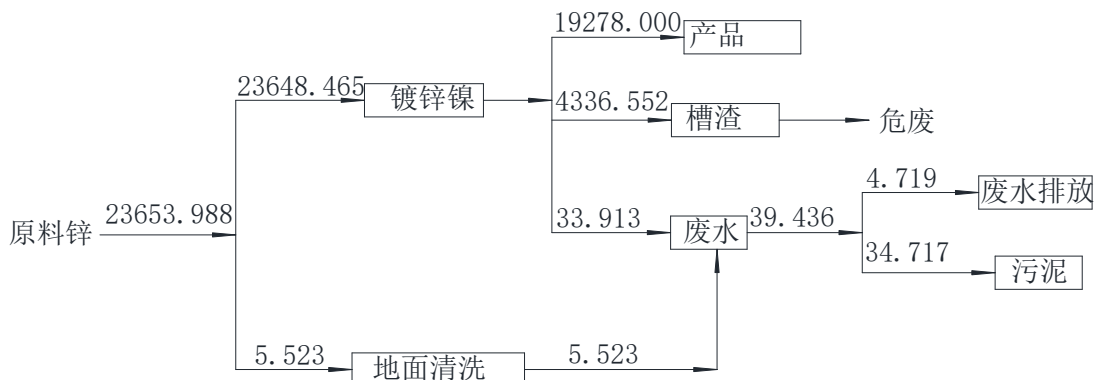 19278.000
产品
23648.465
镀锌镍
4336.552
槽渣
危废
4.719
废水排放
原料锌
23653.988
33.913
废水
39.436
34.717
污泥
5.523
地面清洗
5.523